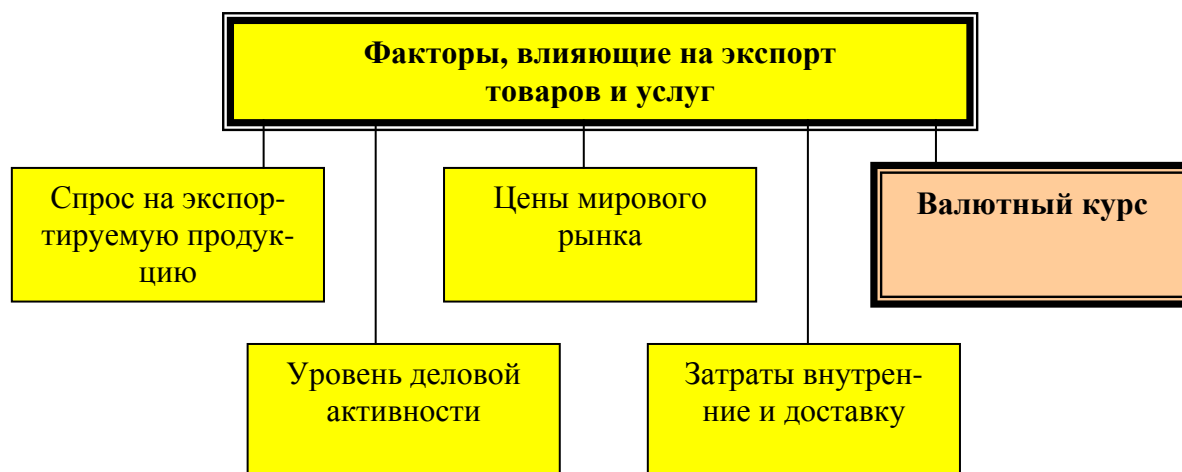 Факторы, влияющие на экспорт
товаров и услуг
Спрос на экспор-
тируемую продук-
цию
Цены мирового
рынка
Валютный курс
Уровень деловой
активности
Затраты внутрен-
ние и доставку